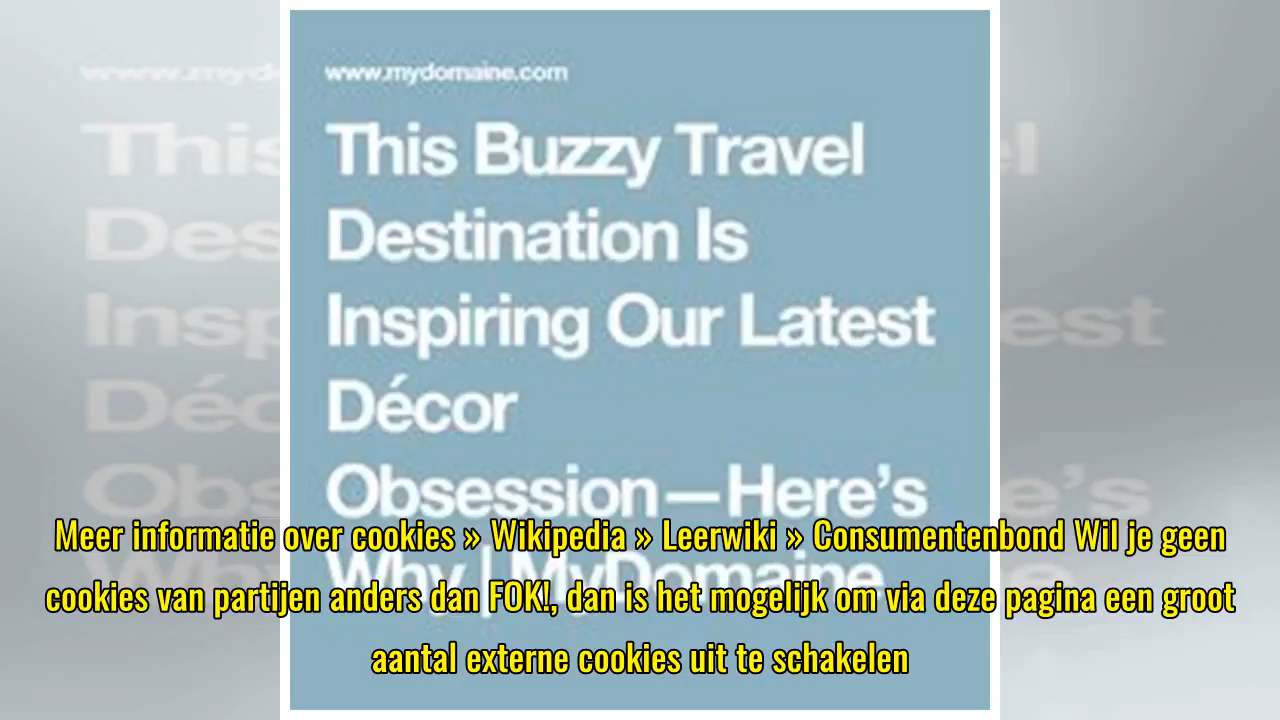 www.mydomaine.com
This Buzzy Travel
Destination Is
Inspiring Our Latest
Décor
Obsession—Here's
Why | MyDomaine
Meer informatie over cookies » Wikipedia » Leerwiki » Consumentenbond Wil je geen
cookies van partijen anders dan FOK!, dan is het mogelijk om via deze pagina een groot
aantal externe cookies uit te schakelen